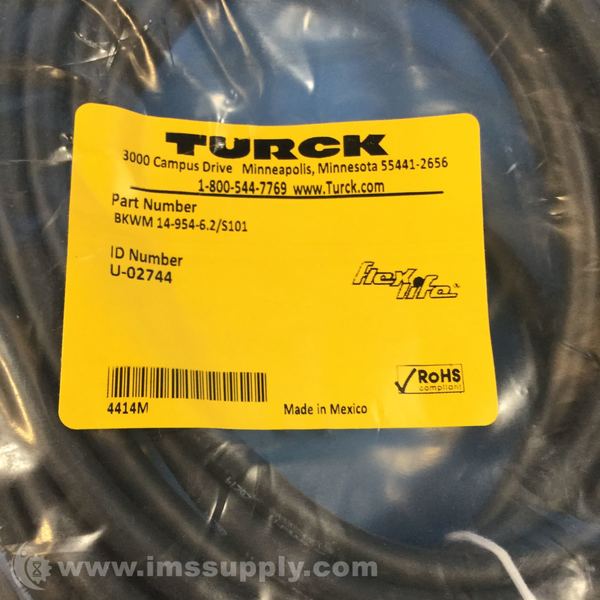 TURCK
3000 Campus Drive Minneapolis, Minnesota 55441-2656
1-800-544-7769 www.Turck.com
Part Number
BKWM 14-954-6.2/S101
ID Number
U-02744
flex life
RoHS
compliant
4414M
Made in Mexico
www.imssupply.com